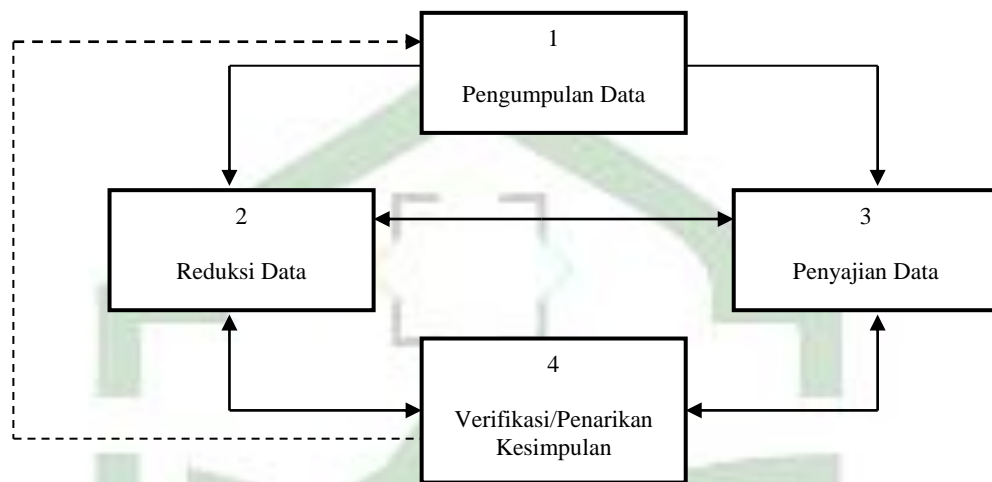 1
Pengumpulan Data
2
Reduksi Data
3
Penyajian Data
4
Verifikasi/Penarikan
Kesimpulan